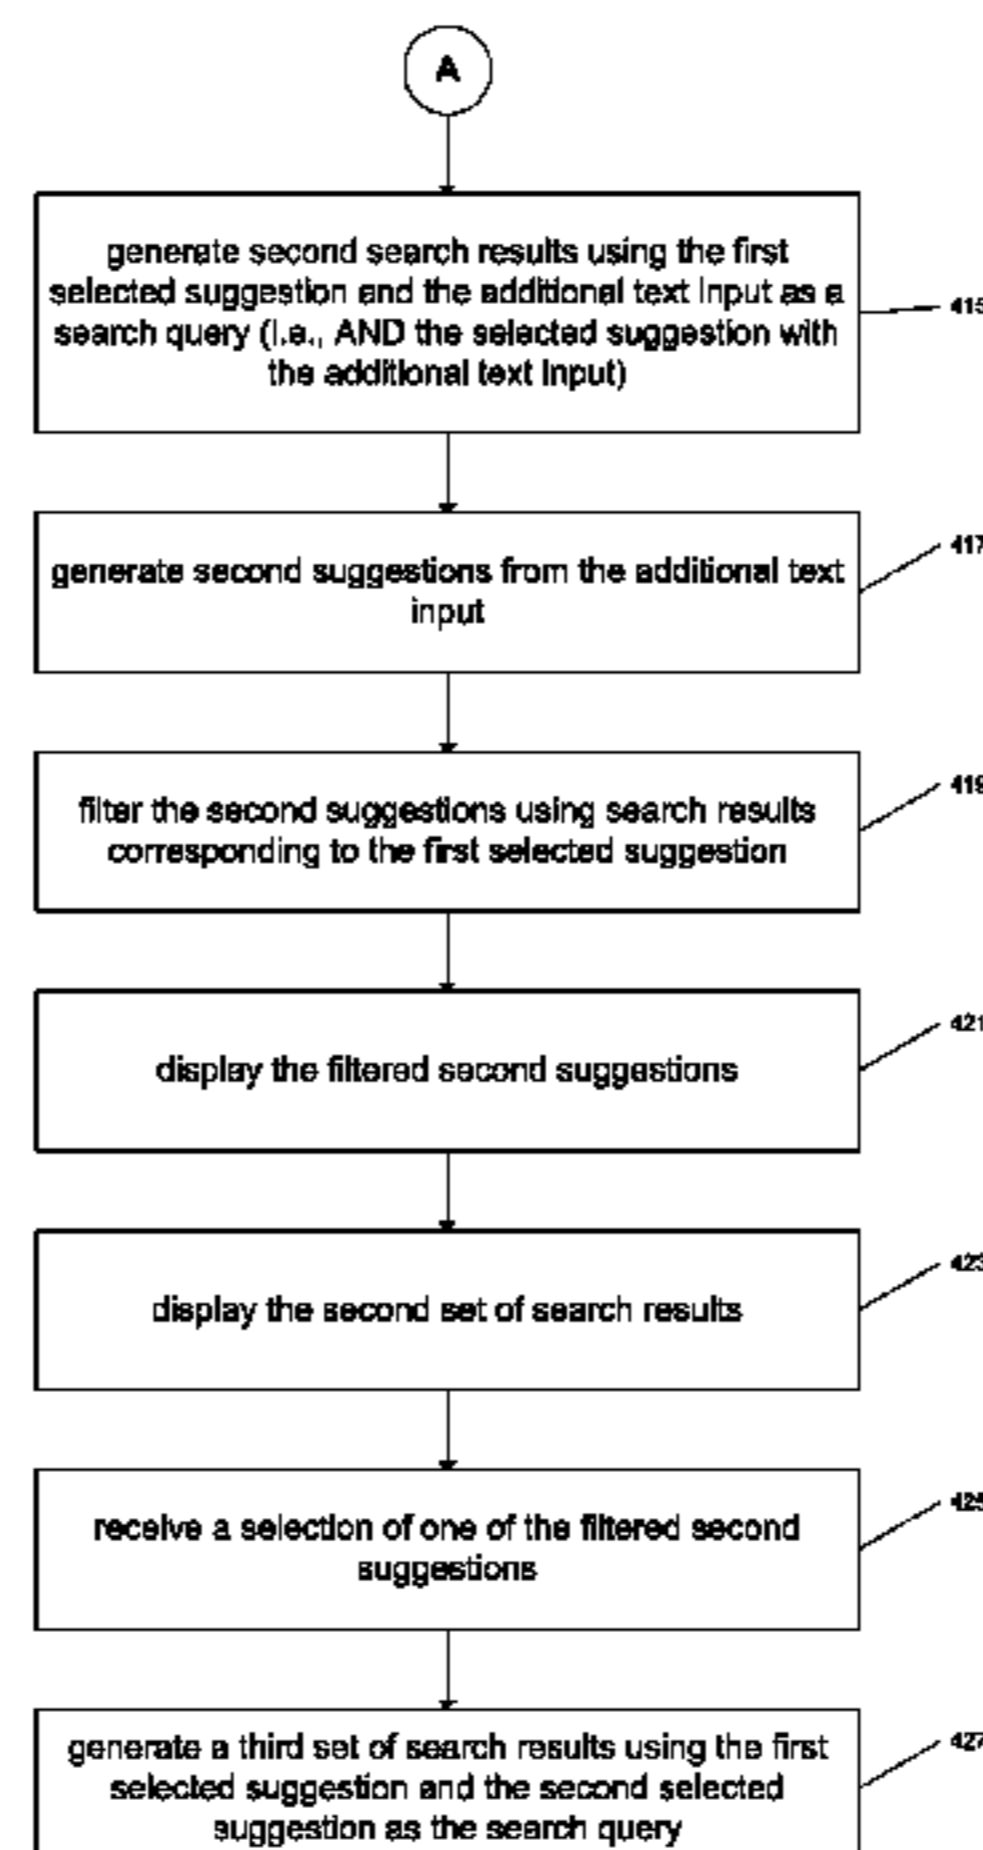 A
generate second search results using the first
selected suggestion and the additional text input as a
search query (i.e., AND the selected suggestion with
the additional text input)
415
generate second suggestions from the additional text
input
417
filter the second suggestions using search results
corresponding to the first selected suggestion
419
display the filtered second suggestions
421
display the second set of search results
423
receive a selection of one of the filtered second
suggestions
425
generate a third set of search results using the first
selected suggestion and the second selected
suggestion as the search query
427